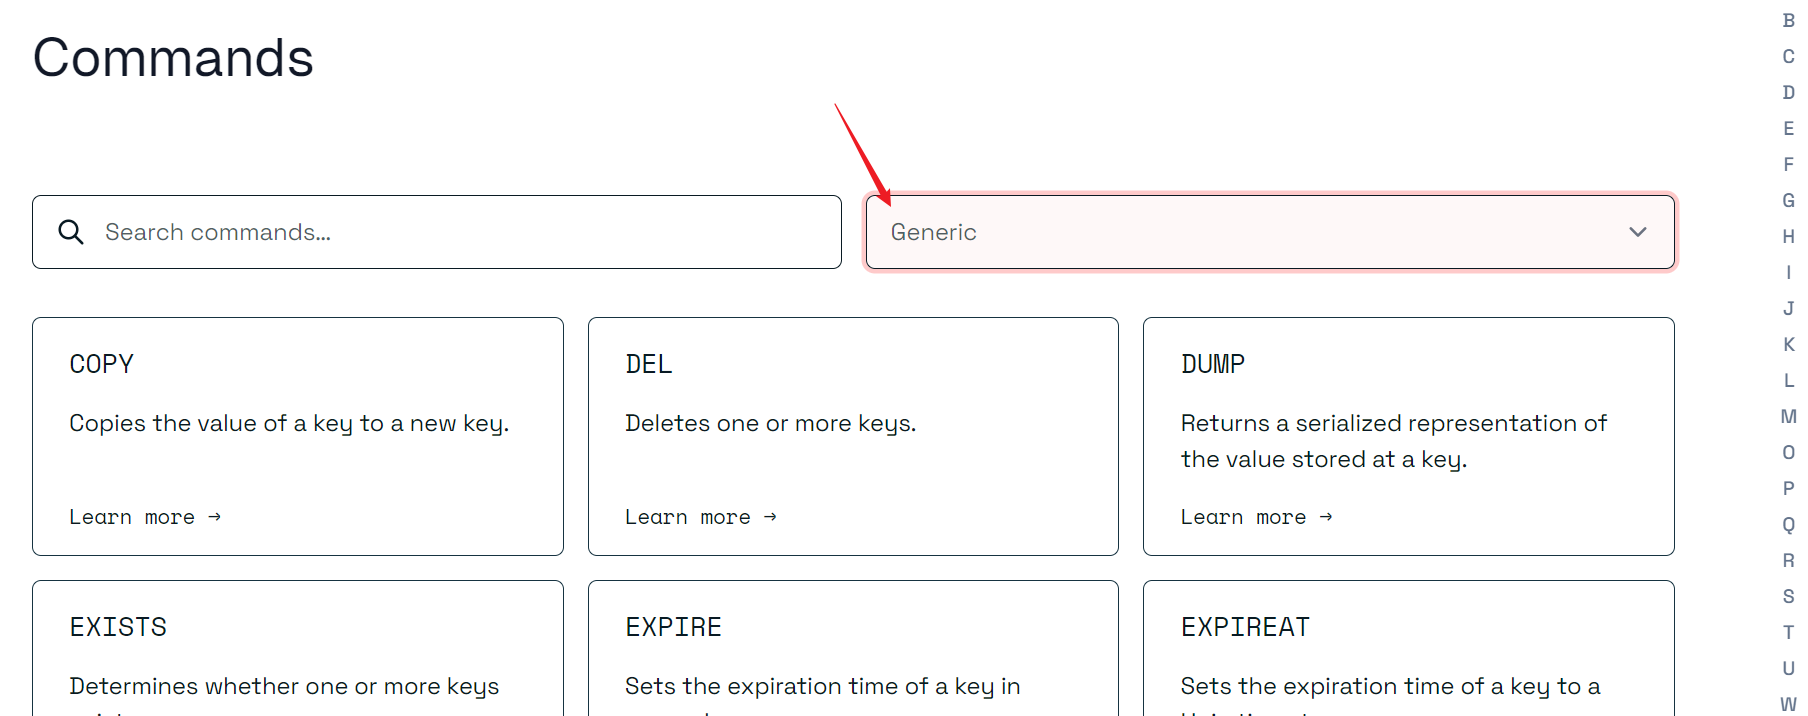 Commands
Search commands...
Generic
COPY
Copies the value of a key to a new key.
Learn more →
DEL
Deletes one or more keys.
Learn more →
DUMP
Returns a serialized representation of
the value stored at a key.
Learn more →
EXISTS
Determines whether one or more keys
EXPIRE
Sets the expiration time of a key in
EXPIREAT
Sets the expiration time of a key to a
B
C
D
E
F
G
H
I
J
K
L
M
O
P
Q
R
S
T
U
W